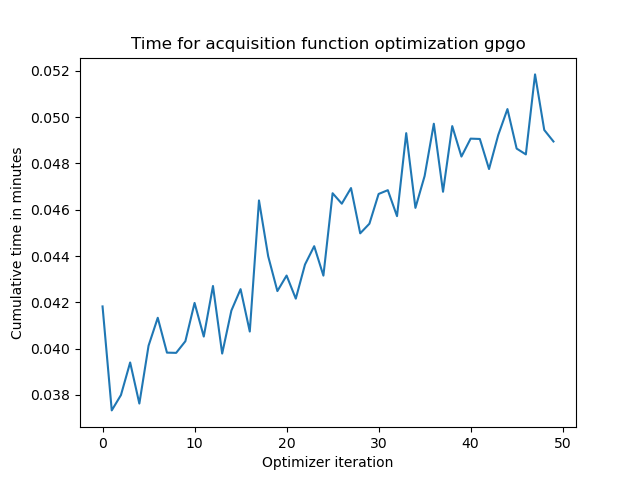 Time for acquisition function optimization gpgo
0.052
0.050
0.048
0.046
0.044
0.042
0.040
0.038
Cumulative time in minutes
0 10 20 30 40 50
Optimizer iteration